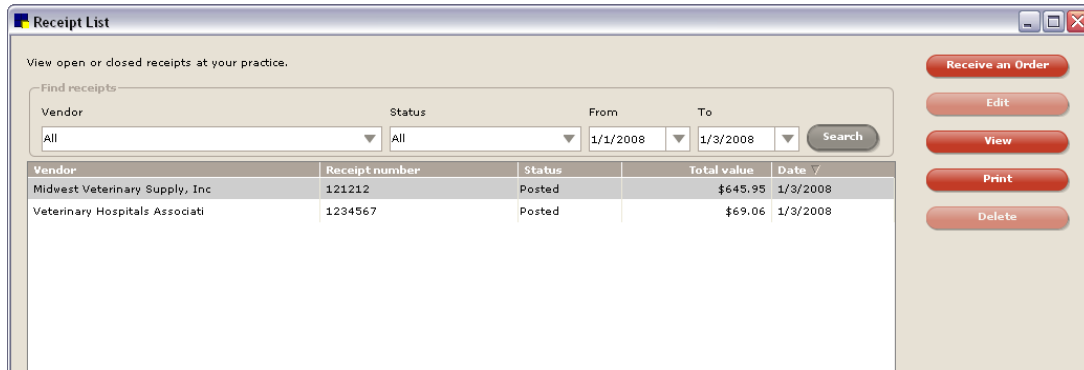 Receipt List
View open or closed receipts at your practice.
Receive an Order
Find receipts
Edit
Vendor Status From To
All All 1/1/2008 1/3/2008 Search
View
Vendor Receipt number Status Total value Date
Midwest Veterinary Supply, Inc 121212 Posted $645.95 1/3/2008
Print
Veterinary Hospitals Associati 1234567 Posted $69.06 1/3/2008
Delete